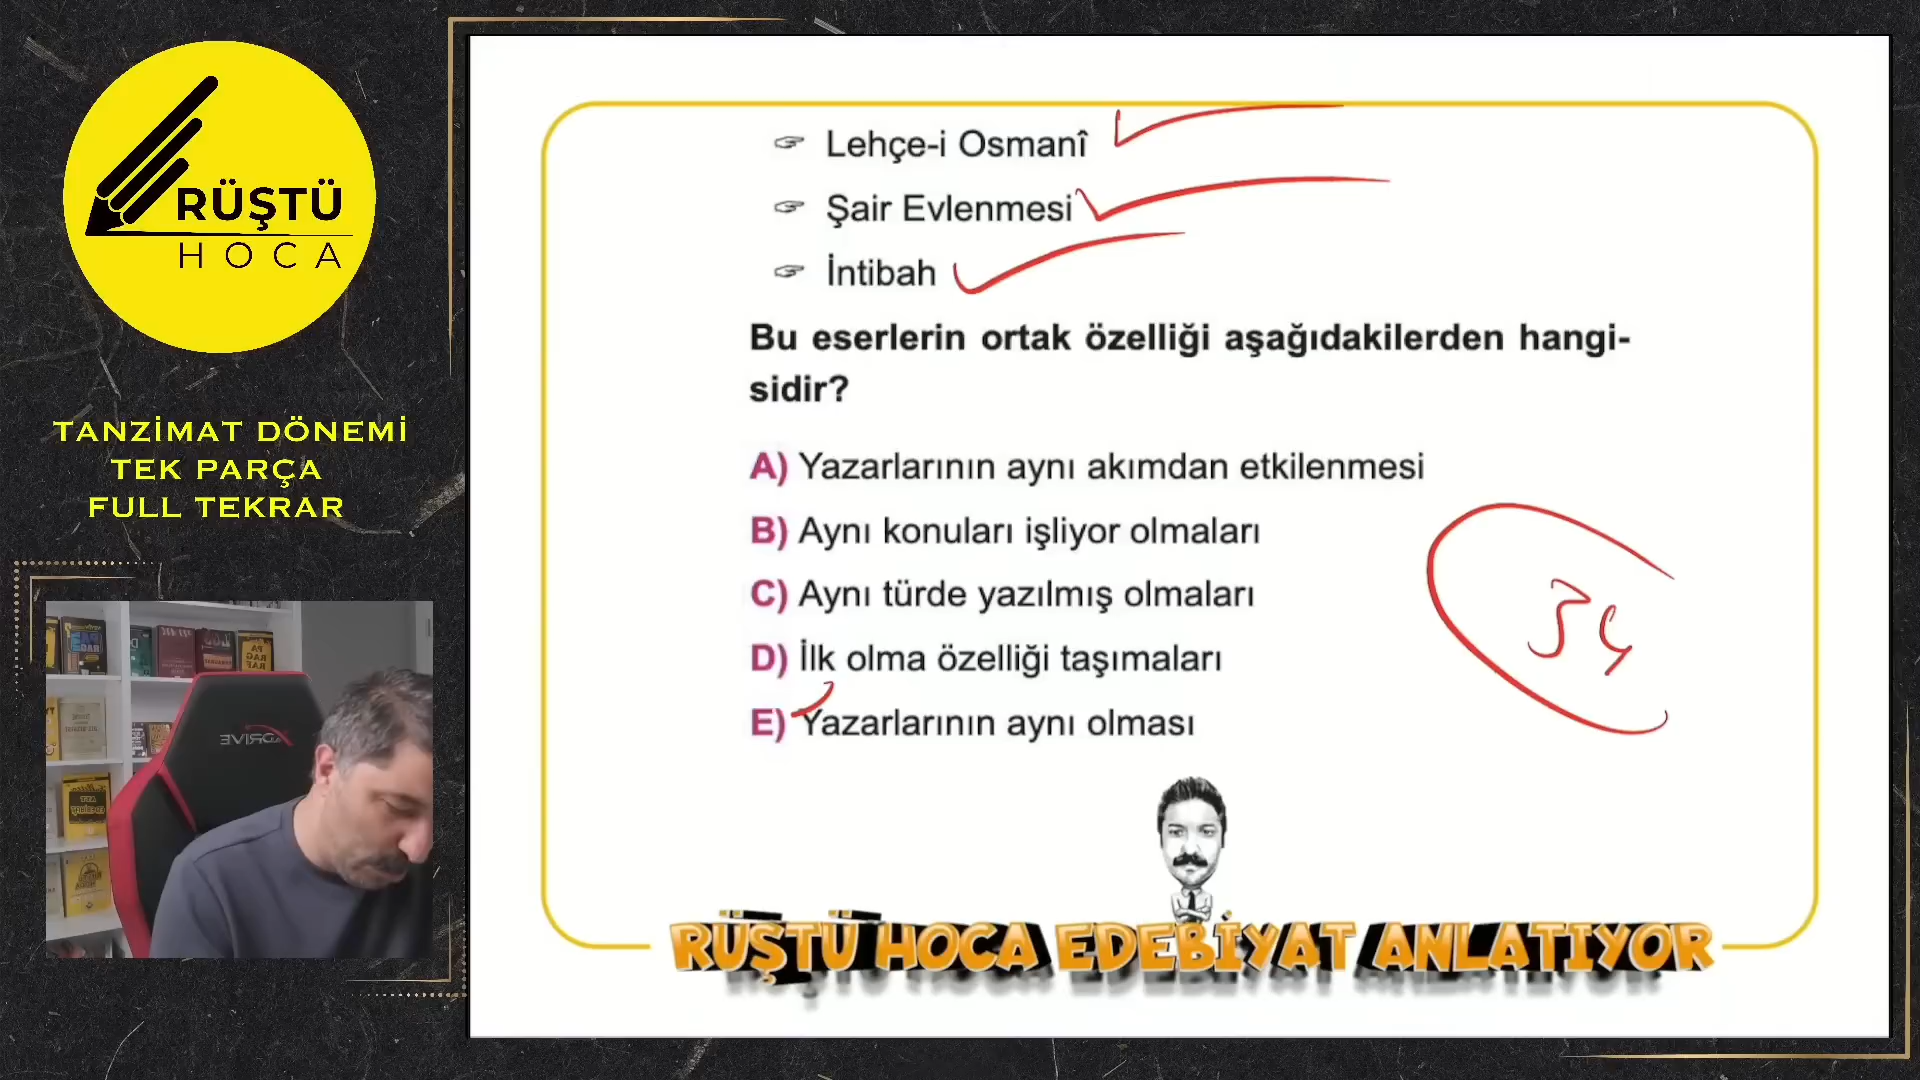 RÜŞTÜ
HOCA
TANZİMAT DÖNEMİ
TEK PARÇA
FULL TEKRAR
Lehçe-i Osmanî
Şair Evlenmesi
İntibah
Bu eserlerin ortak özelliği aşağıdakilerden hangi-
sidir?
A) Yazarlarının aynı akımdan etkilenmesi
B) Aynı konuları işliyor olmaları
C) Aynı türde yazılmış olmaları
D) İlk olma özelliği taşımaları
E) Yazarlarının aynı olması
34
RÜŞTÜ HOCA EDEBİYAT ANLATIYOR